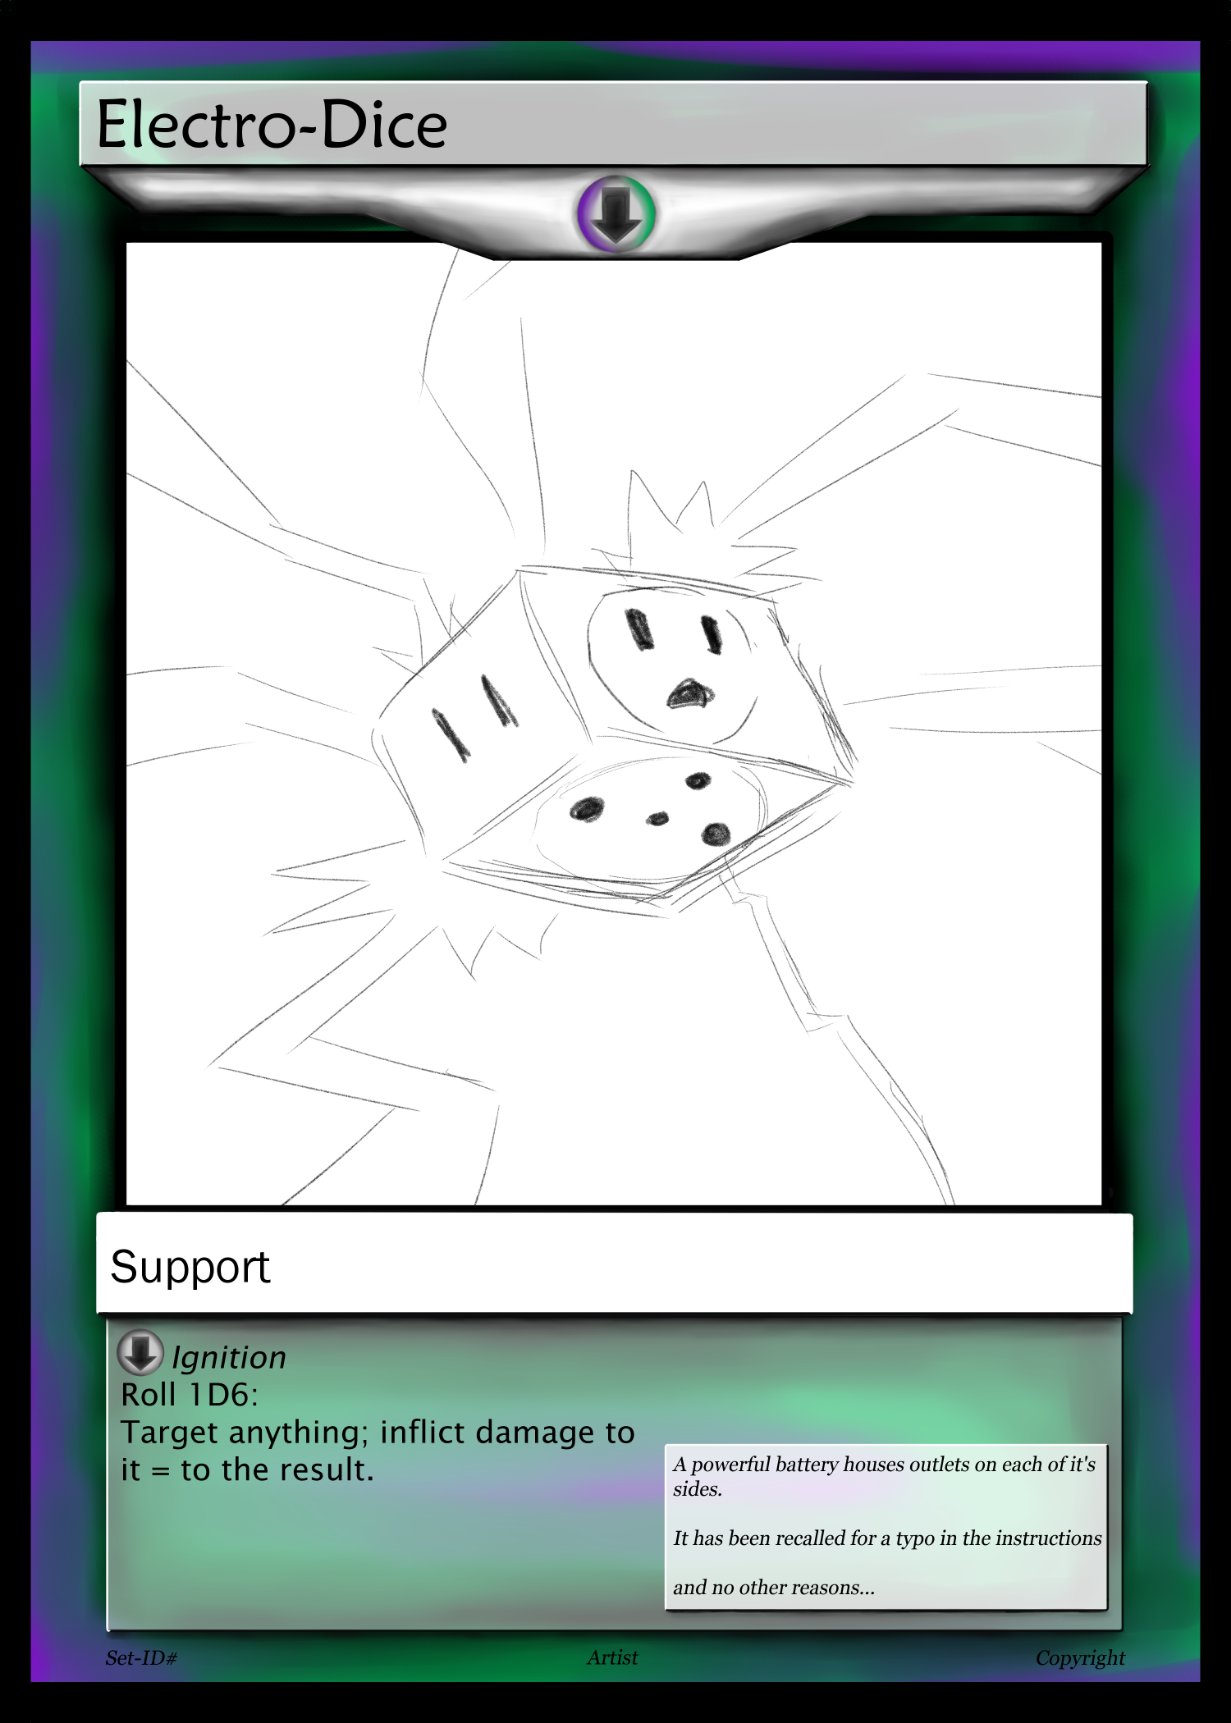 Electro-Dice
Support
Ignition
Roll 1D6:
Target anything; inflict damage to
it = to the result.
A powerful battery houses outlets on each of it's
sides.
It has been recalled for a typo in the instructions
and no other reasons...
Set-ID#
Artist
Copyright